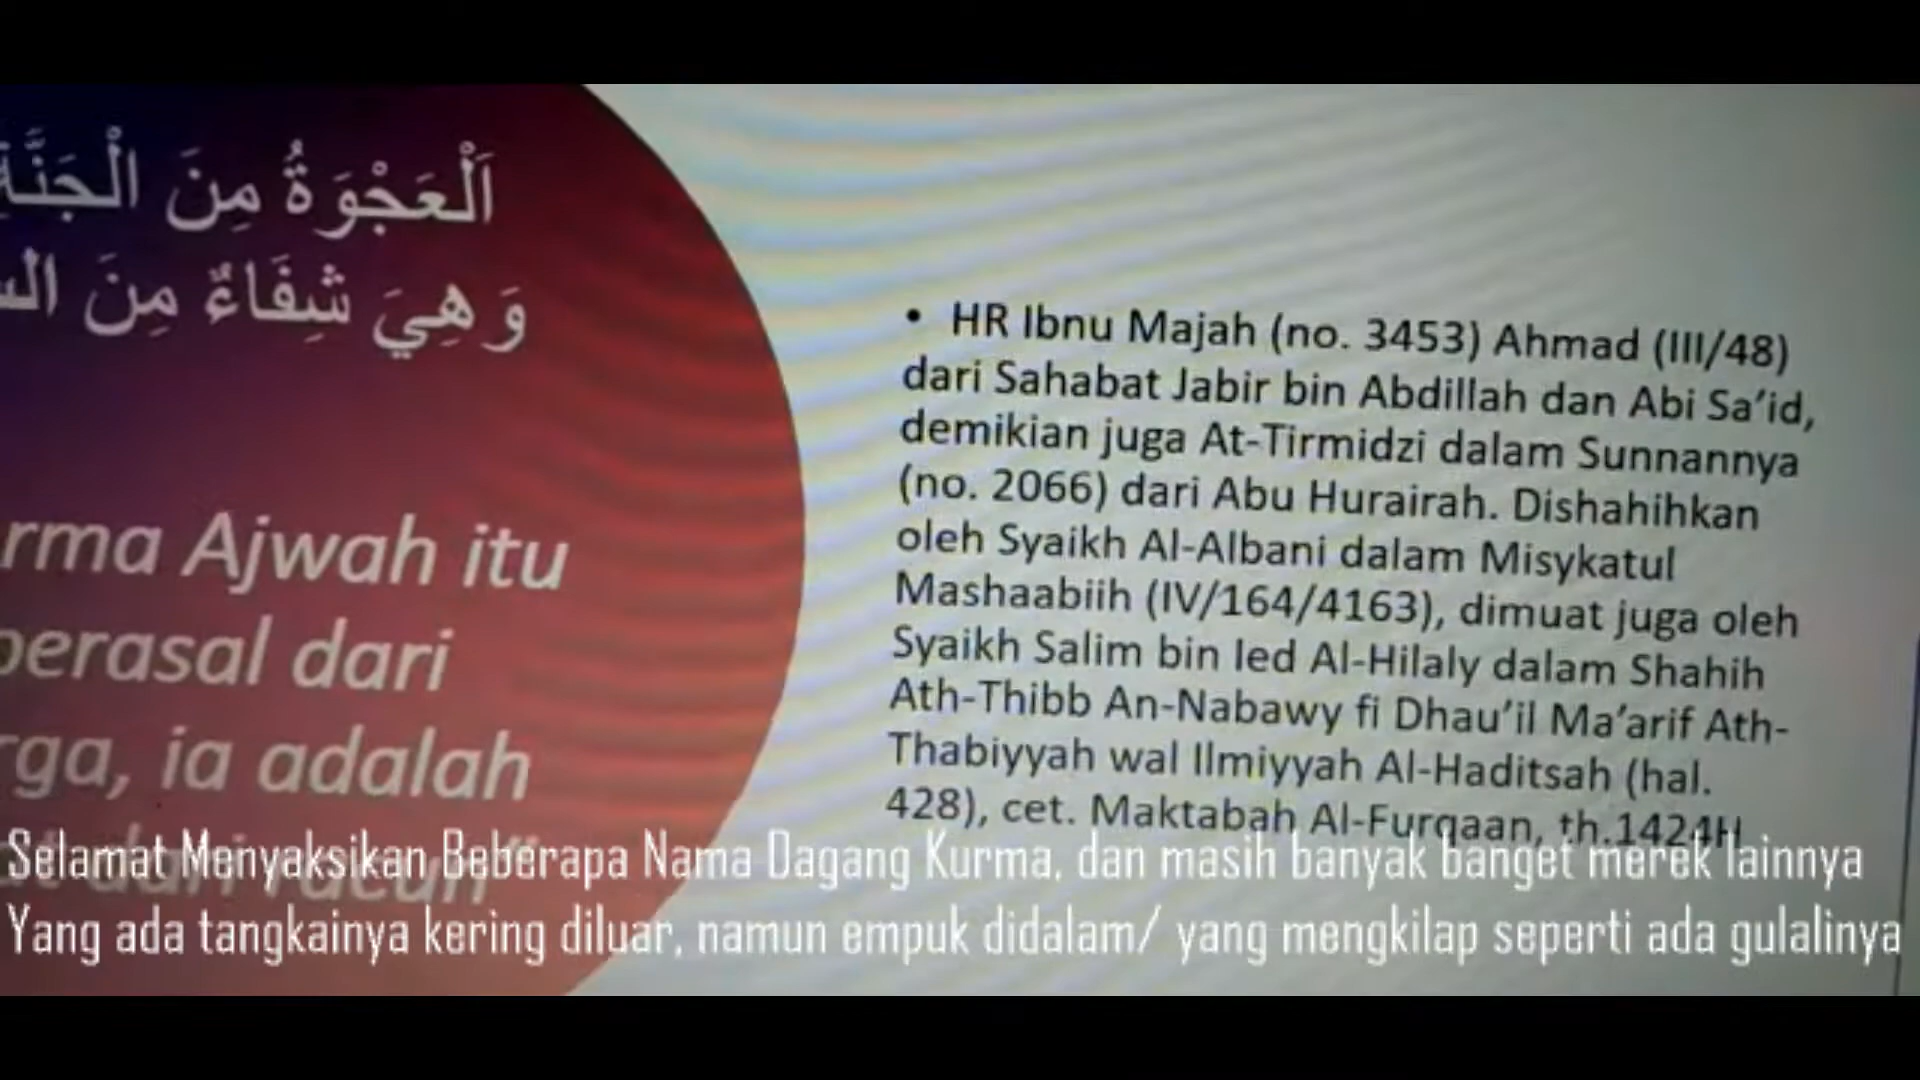 اَلْعَجْوَةُ مِنَ الْجَنَّةِ
وَهِيَ شِفَاءٌ مِنَ
Ajwah itu
berasal dari
ia adalah
dari racun"
• HR Ibnu Majah (no. 3453) Ahmad (III/48)
dari Sahabat Jabir bin Abdillah dan Abi Sa'id,
demikian juga At-Tirmidzi dalam Sunnannya
(no. 2066) dari Abu Hurairah. Dishahihkan
oleh Syaikh Al-Albani dalam Misykatul
Mashaabiih (IV/164/4163), dimuat juga oleh
Syaikh Salim bin Ied Al-Hilaly dalam Shahih
Ath-Thibb An-Nabawy fi Dhau'il Ma'arif Ath-
Thabiyyah wal Ilmiyyah Al-Haditsah (hal.
428), cet. Maktabah Al-Furqaan, th.1424H
Selamat Menyaksikan Beberapa Nama Dagang Kurma, dan masih banyak banget merek lainnya
Yang ada tangkainya kering diluar, namun empuk didalam/ yang mengkilap seperti ada gulalinya